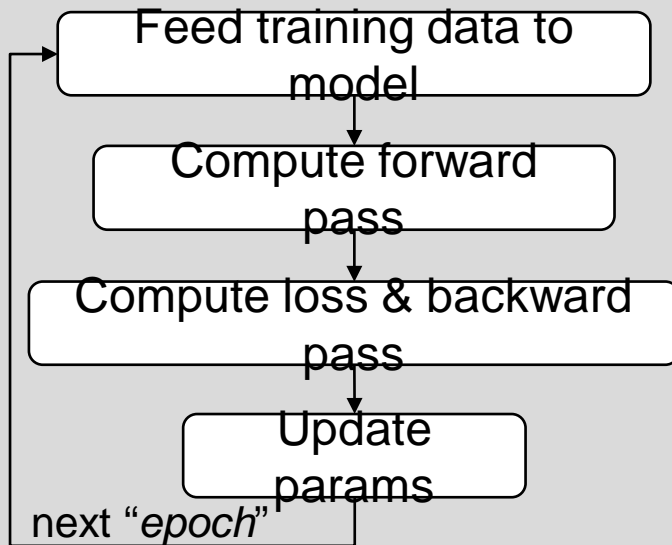 Feed training data to
model
Compute forward
pass
Compute loss & backward
pass
Update
params
next “epoch”